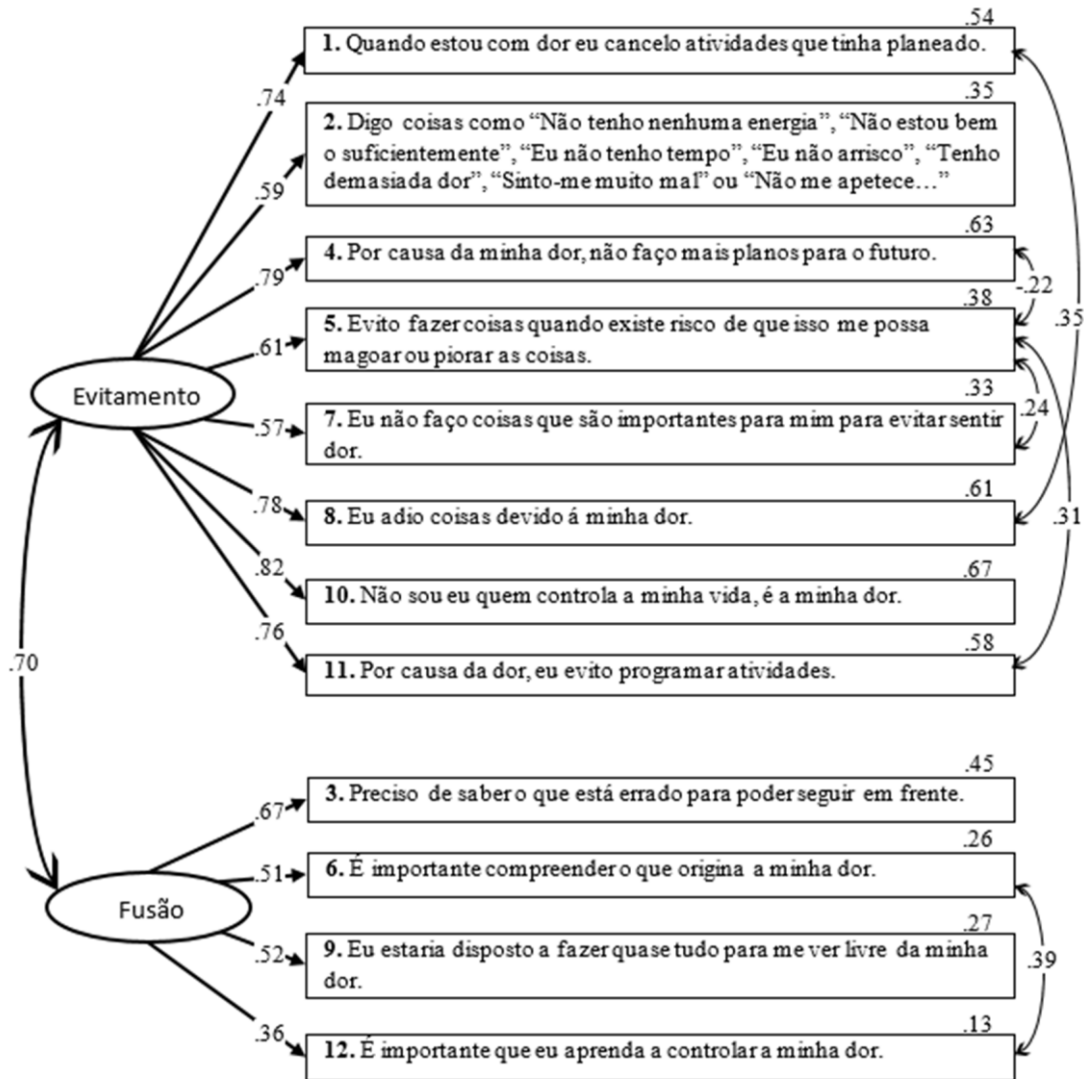 .54
1. Quando estou com dor eu cancelo atividades que tinha planeado.
.74
.35
2. Digo coisas como “Não tenho nenhuma energia”, “Não estou bem
o suficientemente”, “Eu não tenho tempo”, “Eu não arrisco”, “Tenho
demasiada dor”, “Sinto-me muito mal” ou “Não me apetece…”
.59
.63
4. Por causa da minha dor, não faço mais planos para o futuro.
.79
-.22
.38
5. Evito fazer coisas quando existe risco de que isso me possa
magoar ou piorar as coisas.
.61
.35
Evitamento
.33
7. Eu não faço coisas que são importantes para mim para evitar sentir
dor.
.57
.24
.61
8. Eu adio coisas devido á minha dor.
.78
.31
.67
10. Não sou eu quem controla a minha vida, é a minha dor.
.82
.58
11. Por causa da dor, eu evito programar atividades.
.76
.70
.45
3. Preciso de saber o que está errado para poder seguir em frente.
.67
.26
6. É importante compreender o que origina a minha dor.
.51
Fusão
.27
9. Eu estaria disposto a fazer quase tudo para me ver livre da minha
dor.
.52
.39
.13
12. É importante que eu aprenda a controlar a minha dor.
.36